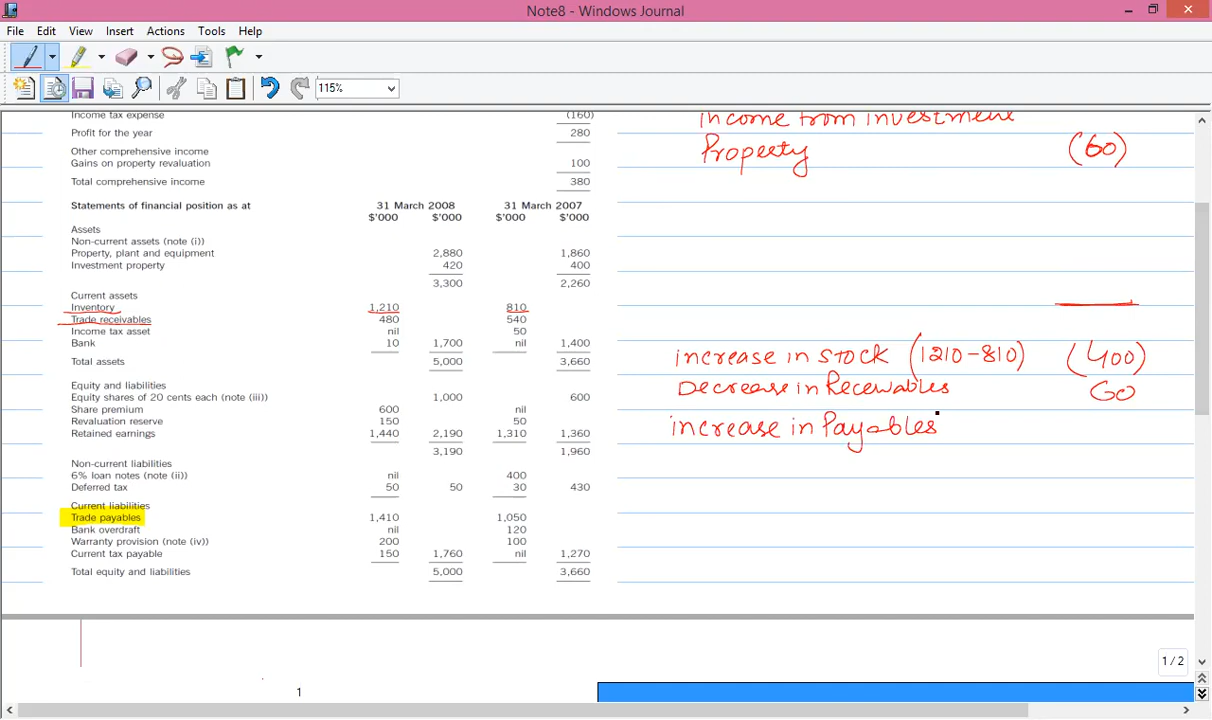 Note8 - Windows Journal
File Edit View Insert Actions Tools Help
115%
Income tax expense (160)
Profit for the year 280
Other comprehensive income
Gains on property revaluation 100
Total comprehensive income 380
Statements of financial position as at 31 March 2008 31 March 2007
$'000 $'000 $'000 $'000
Assets
Non-current assets (note (i))
Property, plant and equipment 2,880 1,860
Investment property 420 400
3,300 2,260
Current assets
Inventory 1,210 810
Trade receivables 480 540
Income tax asset nil 50
Bank 10 1,700 nil 1,400
Total assets 5,000 3,660
Equity and liabilities
Equity shares of 20 cents each (note (iii)) 1,000 600
Share premium 600 nil
Revaluation reserve 150 50
Retained earnings 1,440 2,190 1,310 1,360
3,190 1,960
Non-current liabilities
6% loan notes (note (ii)) nil 400
Deferred tax 50 50 30 430
Current liabilities
Trade payables 1,410 1,050
Bank overdraft nil 120
Warranty provision (note (iv)) 200 100
Current tax payable 150 1,760 nil 1,270
Total equity and liabilities 5,000 3,660
income from investment
Property (60)
increase in stock (1210-810) (400)
Decrease in Receivables 60
increase in Payables
1 / 2
1